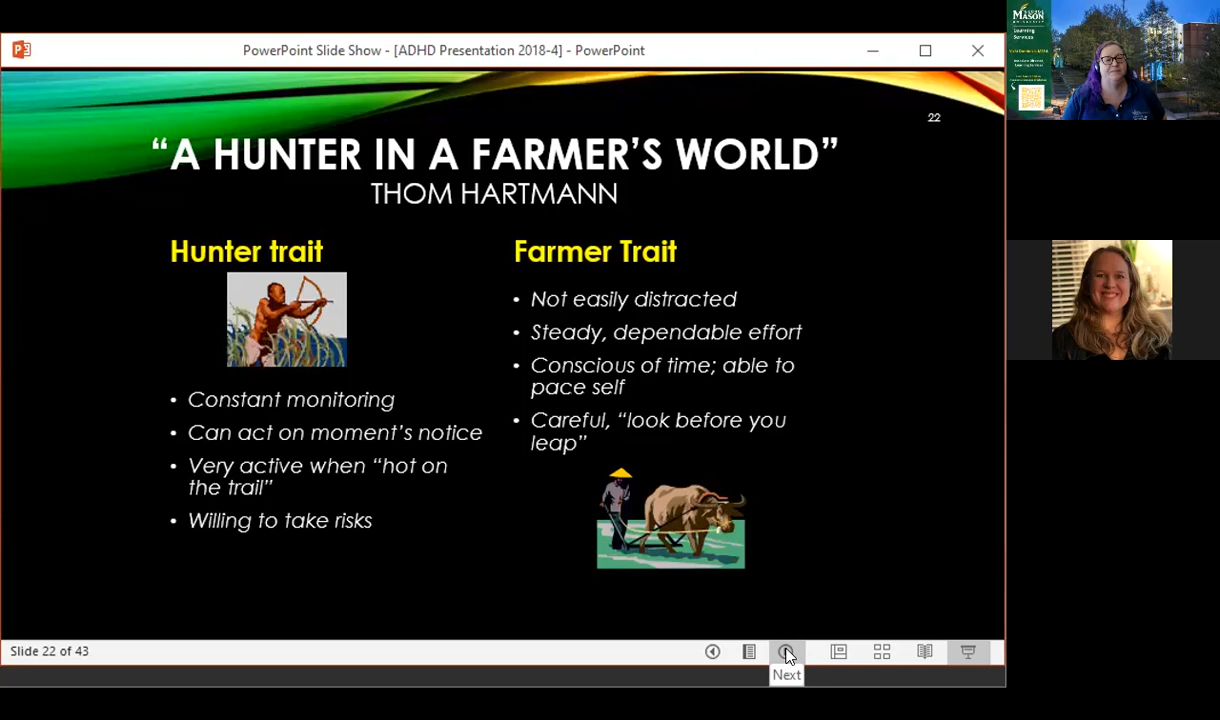 PowerPoint Slide Show - [ADHD Presentation 2018-4] - PowerPoint
22
“A HUNTER IN A FARMER’S WORLD”
THOM HARTMANN
Hunter trait
• Constant monitoring
• Can act on moment’s notice
• Very active when “hot on
the trail”
• Willing to take risks
Farmer Trait
• Not easily distracted
• Steady, dependable effort
• Conscious of time; able to
pace self
• Careful, “look before you
leap”
Slide 22 of 43
Next
MASON
Learning
Services